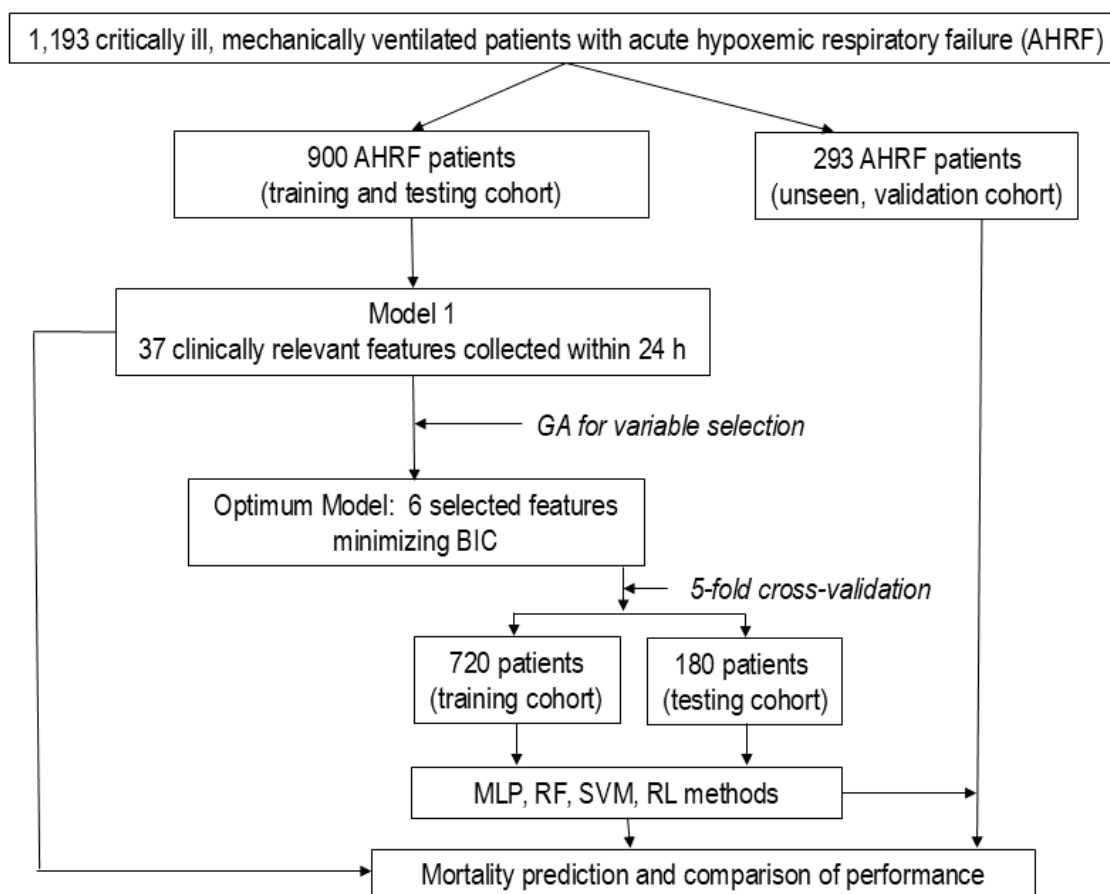 1,193 critically ill, mechanically ventilated patients with acute hypoxemic respiratory failure (AHRF)
900 AHRF patients
(training and testing cohort)
293 AHRF patients
(unseen, validation cohort)
Model 1
37 clinically relevant features collected within 24 h
GA for variable selection
Optimum Model:  6 selected features
minimizing BIC
5-fold cross-validation
720 patients
(training cohort)
180 patients
(testing cohort)
MLP, RF, SVM, RL methods
Mortality prediction and comparison of performance